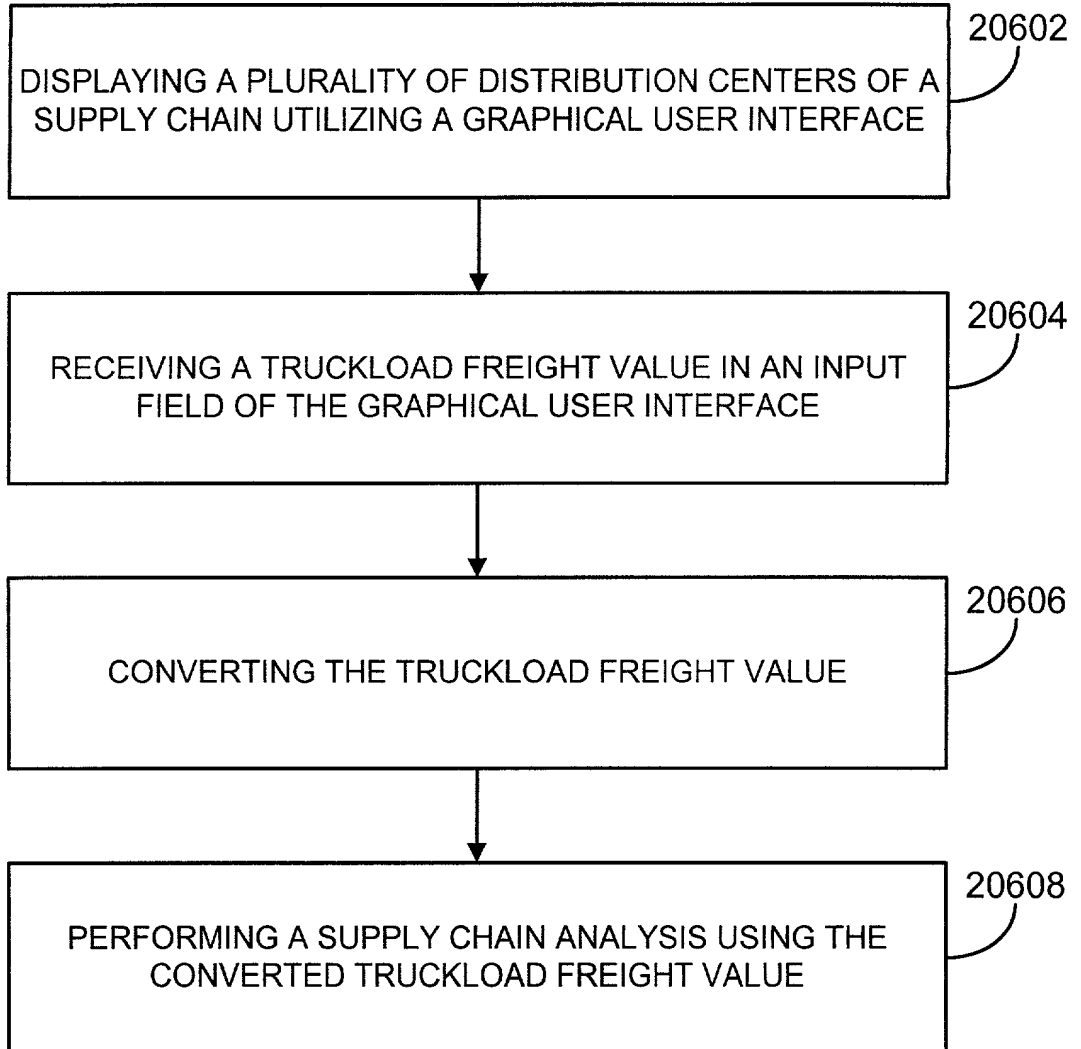 20602
DISPLAYING A PLURALITY OF DISTRIBUTION CENTERS OF A
SUPPLY CHAIN UTILIZING A GRAPHICAL USER INTERFACE
20604
RECEIVING A TRUCKLOAD FREIGHT VALUE IN AN INPUT
FIELD OF THE GRAPHICAL USER INTERFACE
20606
CONVERTING THE TRUCKLOAD FREIGHT VALUE
20608
PERFORMING A SUPPLY CHAIN ANALYSIS USING THE
CONVERTED TRUCKLOAD FREIGHT VALUE